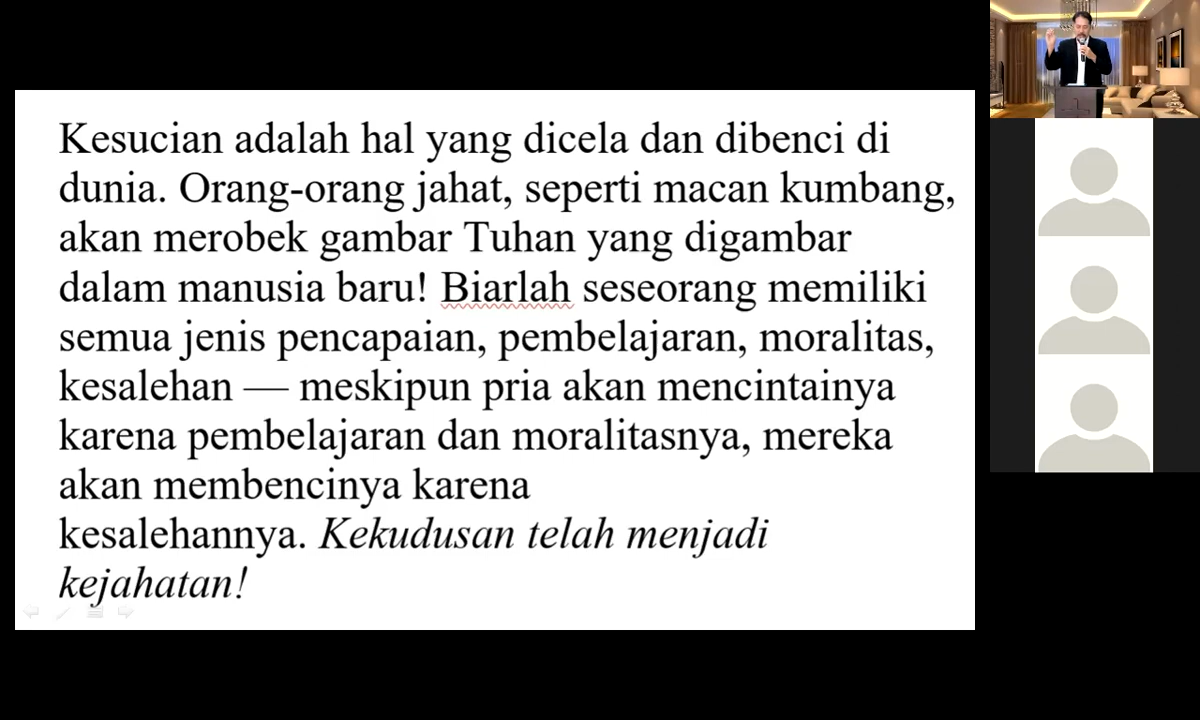 Kesucian adalah hal yang dicela dan dibenci di
dunia. Orang-orang jahat, seperti macan kumbang,
akan merobek gambar Tuhan yang digambar
dalam manusia baru! Biarlah seseorang memiliki
semua jenis pencapaian, pembelajaran, moralitas,
kesalehan — meskipun pria akan mencintainya
karena pembelajaran dan moralitasnya, mereka
akan membencinya karena
kesalehannya. Kekudusan telah menjadi
kejahatan!